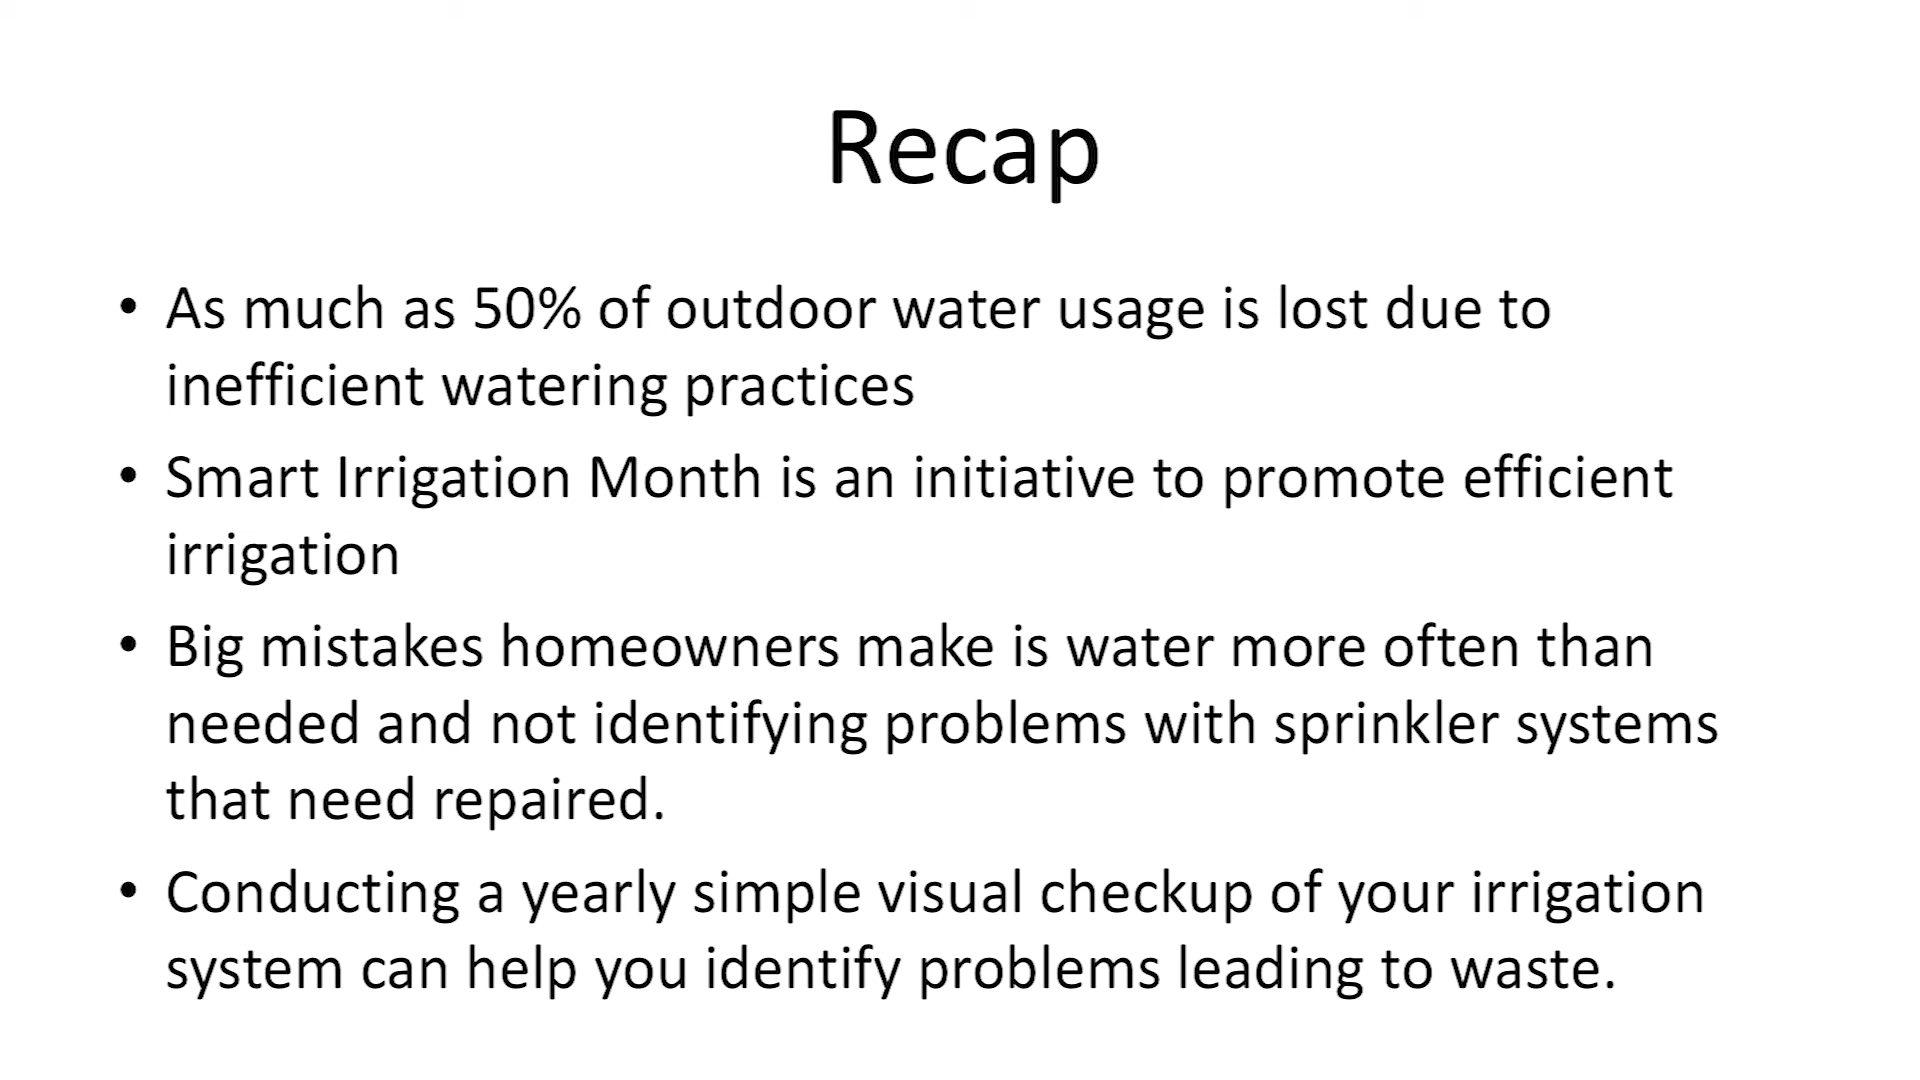 Recap
• As much as 50% of outdoor water usage is lost due to
inefficient watering practices
• Smart Irrigation Month is an initiative to promote efficient
irrigation
• Big mistakes homeowners make is water more often than
needed and not identifying problems with sprinkler systems
that need repaired.
• Conducting a yearly simple visual checkup of your irrigation
system can help you identify problems leading to waste.